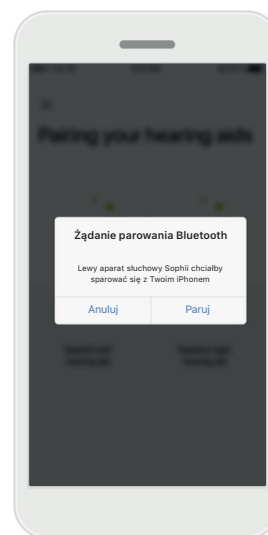 Pairing your hearing aids
Żądanie parowania Bluetooth
Lewy aparat słuchowy Sophii chciałby
sparować się z Twoim iPhonem
Anuluj
Paruj